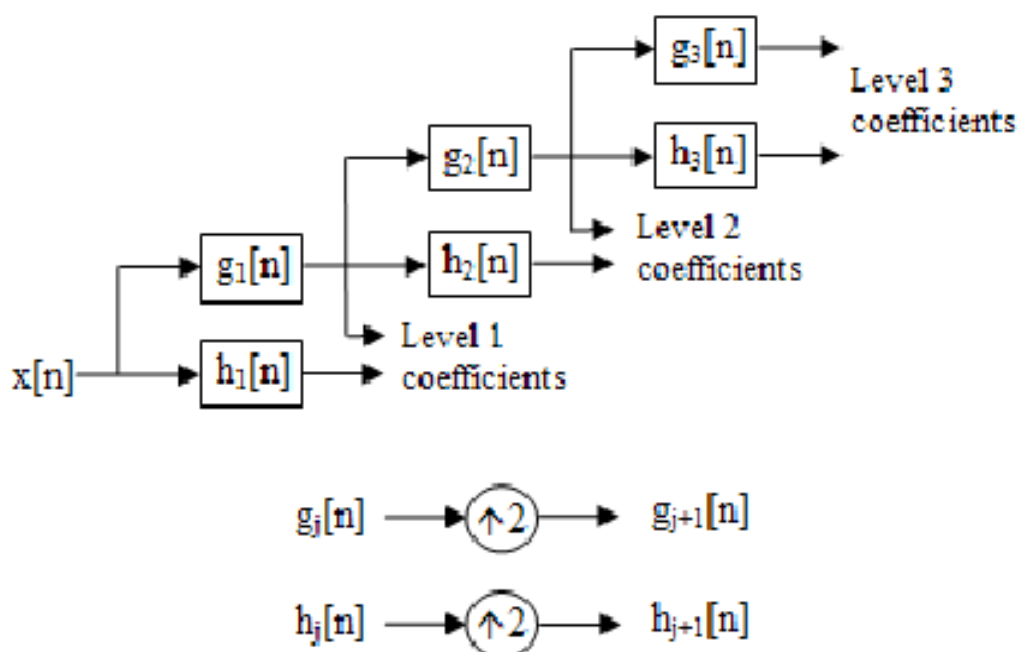 g₃[n]
Level 3
coefficients
g₂[n]
h₃[n]
Level 2
coefficients
g₁[n]
h₂[n]
Level 1
coefficients
x[n]
h₁[n]
gⱼ[n] ↑2 gⱼ₊₁[n]
hⱼ[n] ↑2 hⱼ₊₁[n]